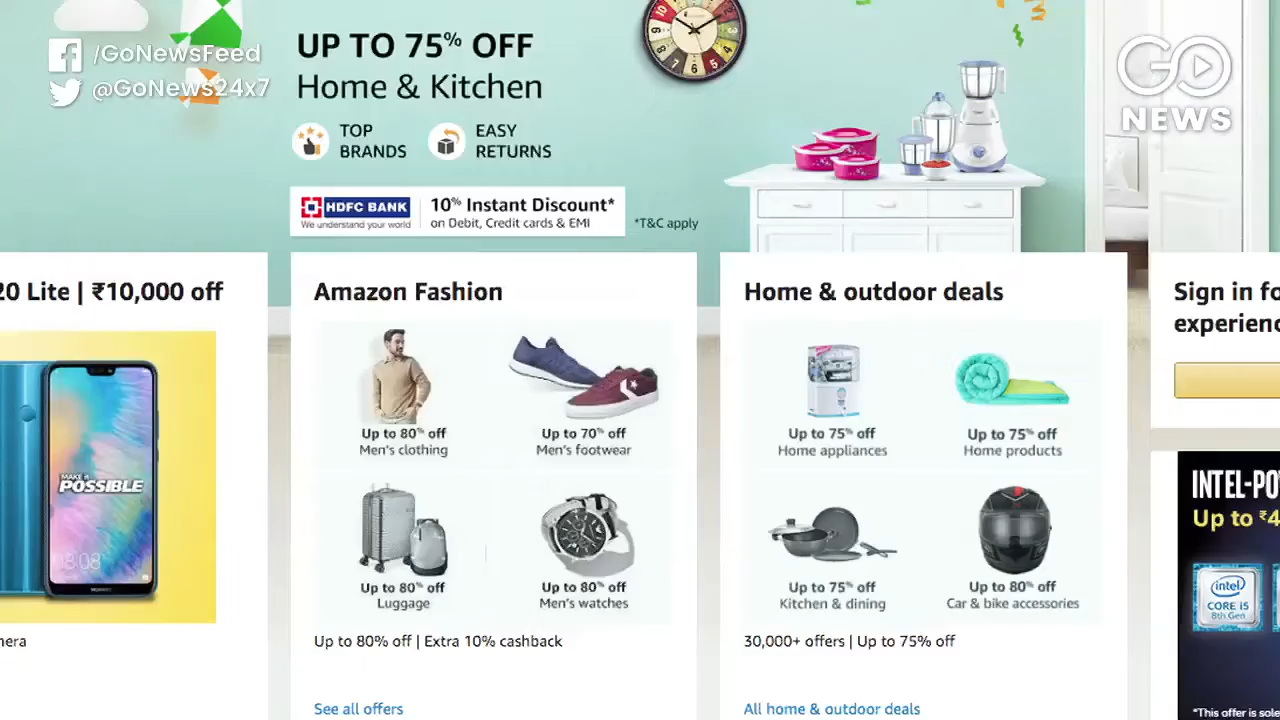 /GoNewsFeed
@GoNews24x7
GO
NEWS
UP TO 75% OFF
Home & Kitchen
TOP
BRANDS
EASY
RETURNS
HDFC BANK
We understand your world
10% Instant Discount*
on Debit, Credit cards & EMI
*T&C apply
20 Lite | ₹10,000 off
MAKE IT
POSSIBLE
08:08
HUAWEI
Amazon Fashion
Up to 80% off
Men's clothing
Up to 70% off
Men's footwear
Up to 80% off
Luggage
Up to 80% off
Men's watches
Up to 80% off | Extra 10% cashback
See all offers
Home & outdoor deals
Up to 75% off
Home appliances
Up to 75% off
Home products
Up to 75% off
Kitchen & dining
Up to 80% off
Car & bike accessories
30,000+ offers | Up to 75% off
All home & outdoor deals
Sign in fo
experienc
INTEL-PO
Up to ₹4
intel
CORE i5
8th Gen
*This offer is sole